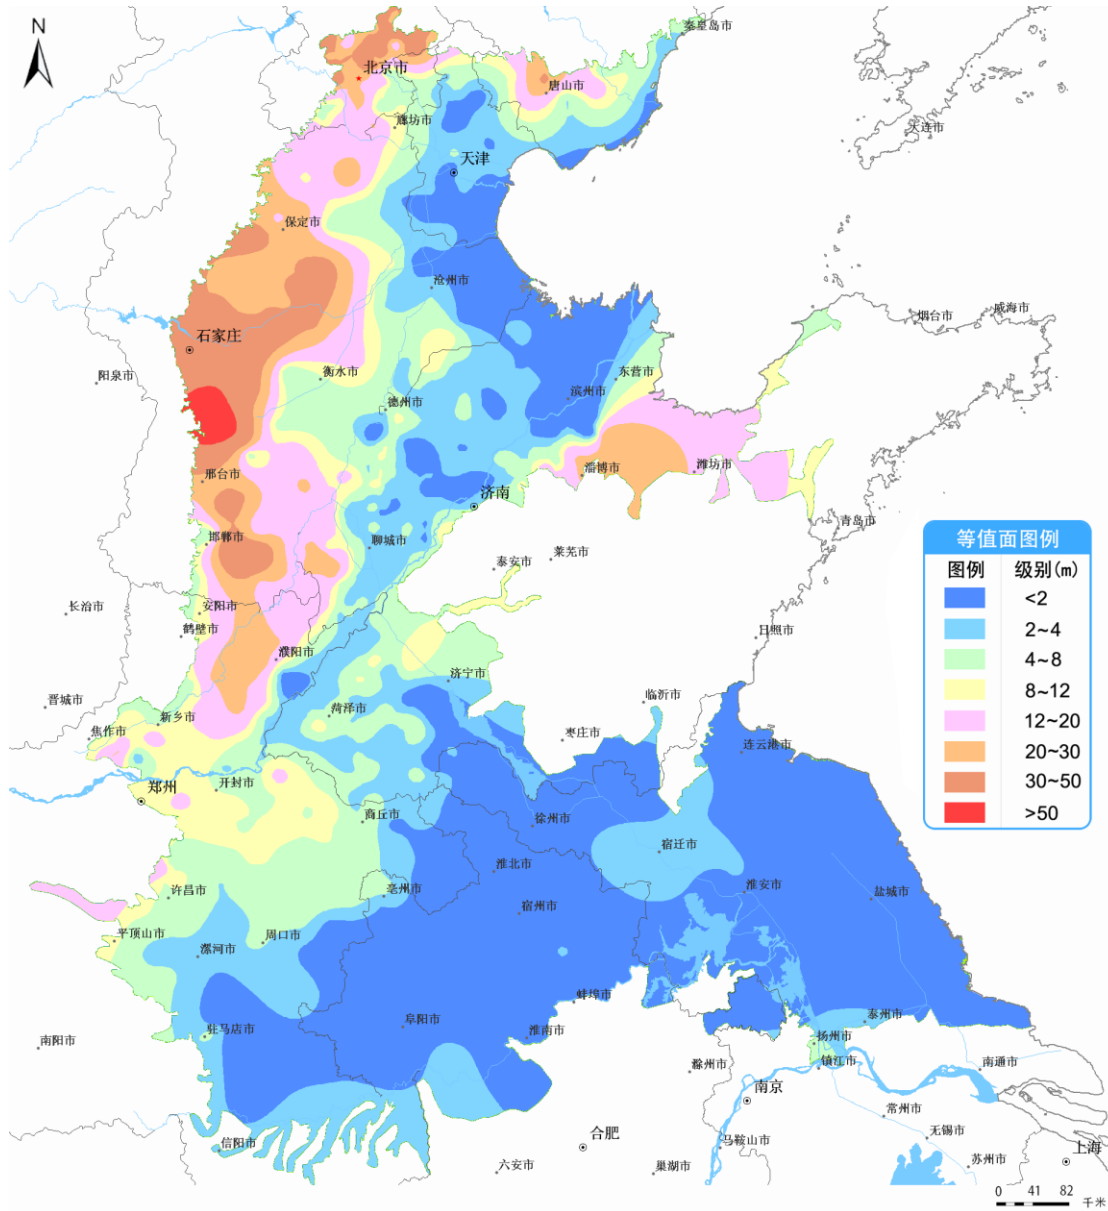 N
秦皇岛市
北京市
唐山市
廊坊市
大连市
天津
保定市
沧州市
烟台市
威海市
石家庄
阳泉市
衡水市
东营市
滨州市
德州市
邢台市
淄博市
潍坊市
济南
青岛市
邯郸市
聊城市
莱芜市
泰安市
长治市
安阳市
鹤壁市
日照市
濮阳市
济宁市
临沂市
晋城市
菏泽市
新乡市
焦作市
枣庄市
连云港市
郑州
开封市
商丘市
徐州市
宿迁市
淮北市
许昌市
亳州市
淮安市
盐城市
宿州市
平顶山市
漯河市
周口市
蚌埠市
驻马店市
阜阳市
淮南市
泰州市
扬州市
南阳市
滁州市
镇江市
南通市
南京
常州市
信阳市
合肥
马鞍山市
无锡市
上海
六安市
巢湖市
苏州市
等值面图例
图例 级别(m)
<2
2~4
4~8
8~12
12~20
20~30
30~50
>50
0 41 82
千米